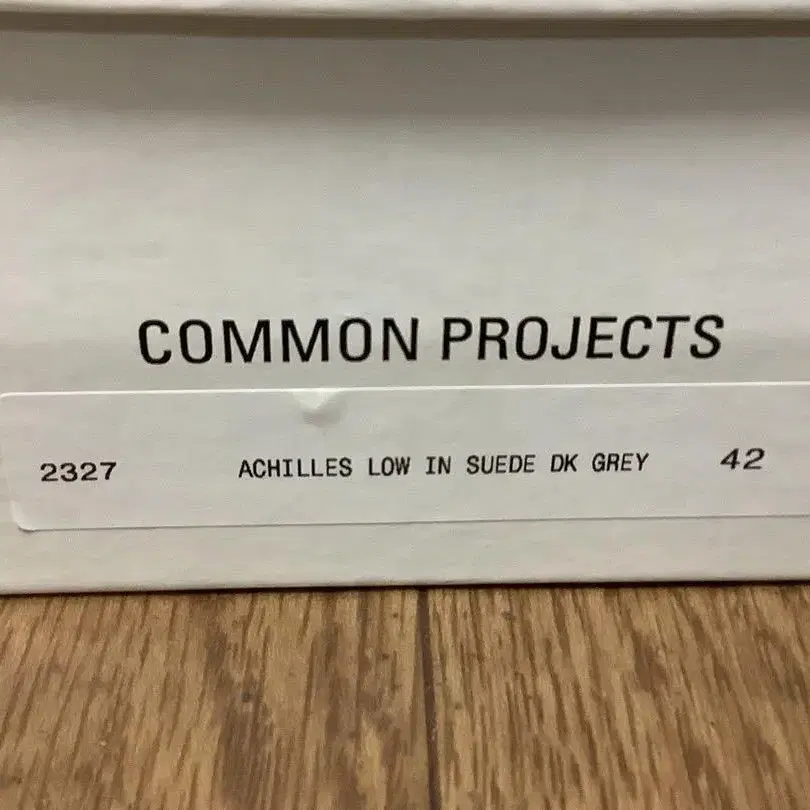 COMMON PROJECTS
2327 ACHILLES LOW IN SUEDE DK GREY 42